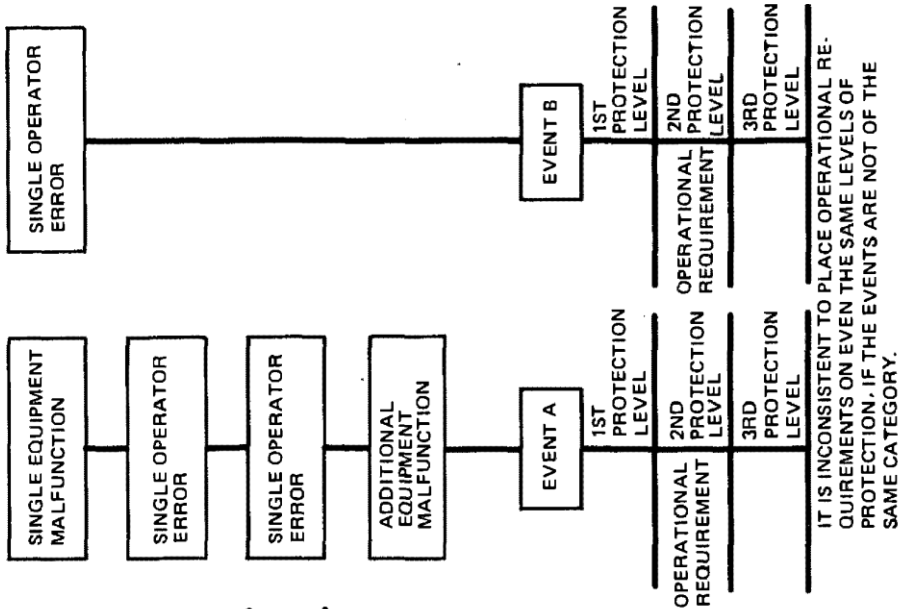 SINGLE EQUIPMENT
MALFUNCTION
SINGLE OPERATOR
ERROR
SINGLE OPERATOR
ERROR
ADDITIONAL
EQUIPMENT
MALFUNCTION
EVENT A
1ST
PROTECTION
LEVEL
OPERATIONAL
REQUIREMENT
2ND
PROTECTION
LEVEL
3RD
PROTECTION
LEVEL
SINGLE OPERATOR
ERROR
EVENT B
1ST
PROTECTION
LEVEL
OPERATIONAL
REQUIREMENT
2ND
PROTECTION
LEVEL
3RD
PROTECTION
LEVEL
IT IS INCONSISTENT TO PLACE OPERATIONAL RE-
QUIREMENTS ON EVEN THE SAME LEVELS OF
PROTECTION, IF THE EVENTS ARE NOT OF THE
SAME CATEGORY.